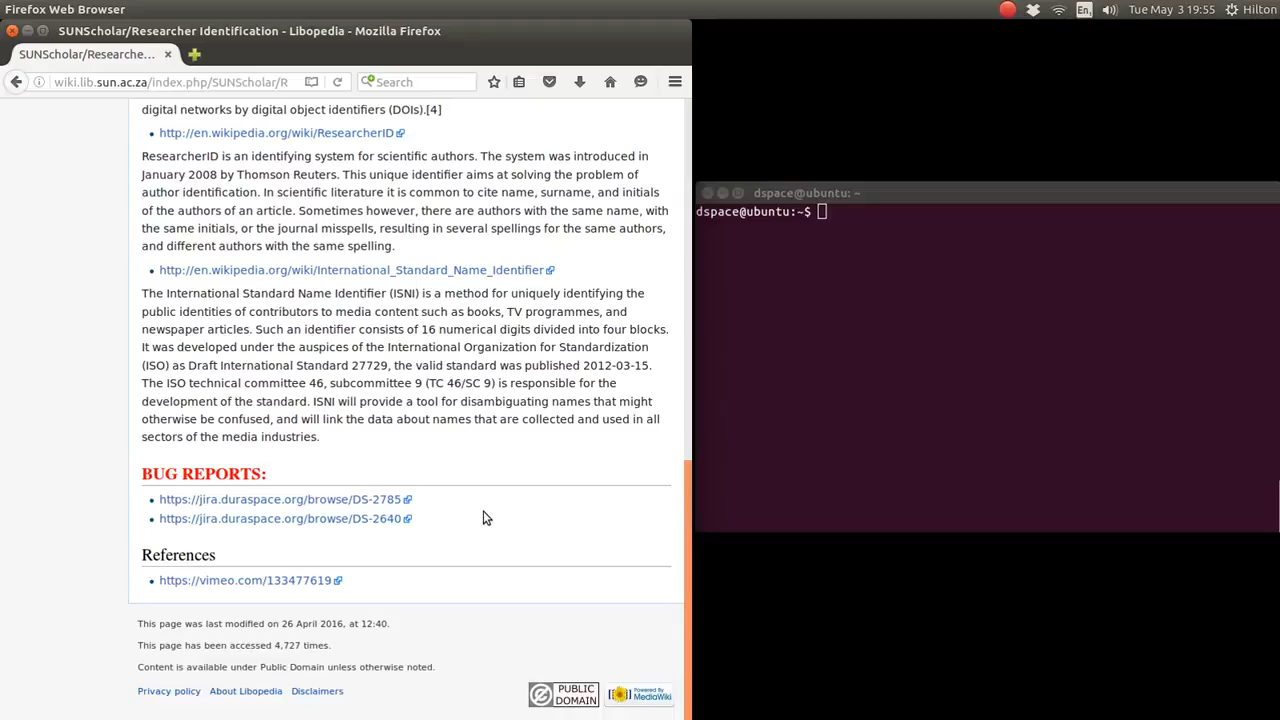 Firefox Web Browser
En
Tue May 3 19:55
Hilton
SUNScholar/Researcher Identification - Libopedia - Mozilla Firefox
SUNScholar/Researche...
wiki.lib.sun.ac.za/index.php/SUNScholar/R
Search
digital networks by digital object identifiers (DOIs).[4]
http://en.wikipedia.org/wiki/ResearcherID
ResearcherID is an identifying system for scientific authors. The system was introduced in
January 2008 by Thomson Reuters. This unique identifier aims at solving the problem of
author identification. In scientific literature it is common to cite name, surname, and initials
of the authors of an article. Sometimes however, there are authors with the same name, with
the same initials, or the journal misspells, resulting in several spellings for the same authors,
and different authors with the same spelling.
http://en.wikipedia.org/wiki/International_Standard_Name_Identifier
The International Standard Name Identifier (ISNI) is a method for uniquely identifying the
public identities of contributors to media content such as books, TV programmes, and
newspaper articles. Such an identifier consists of 16 numerical digits divided into four blocks.
It was developed under the auspices of the International Organization for Standardization
(ISO) as Draft International Standard 27729, the valid standard was published 2012-03-15.
The ISO technical committee 46, subcommittee 9 (TC 46/SC 9) is responsible for the
development of the standard. ISNI will provide a tool for disambiguating names that might
otherwise be confused, and will link the data about names that are collected and used in all
sectors of the media industries.
BUG REPORTS:
https://jira.duraspace.org/browse/DS-2785
https://jira.duraspace.org/browse/DS-2640
References
https://vimeo.com/133477619
This page was last modified on 26 April 2016, at 12:40.
This page has been accessed 4,727 times.
Content is available under Public Domain unless otherwise noted.
Privacy policy About Libopedia Disclaimers
PUBLIC
DOMAIN
Powered By
MediaWiki
dspace@ubuntu: ~
dspace@ubuntu:~$